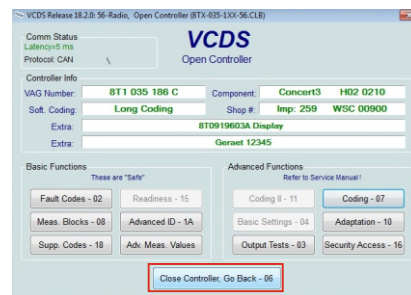 VCDS Release 18.2.0: 56-Radio, Open Controller (8TX-035-1XX-56.CLB)
Comm Status
Latency=5 ms
Protocol: CAN \
VCDS
Open Controller
Controller Info
VAG Number: 8T1 035 186 C Component: Concert3 H02 0210
Soft. Coding: Long Coding Shop #: Imp: 259 WSC 00900
Extra: 8T0919603A Display
Extra: Geraet 12345
Basic Functions
These are "Safe"
Fault Codes - 02 Readiness - 15
Meas. Blocks - 08 Advanced ID - 1A
Supp. Codes - 18 Adv. Meas. Values
Advanced Functions
Refer to Service Manual!
Coding II - 11 Coding - 07
Basic Settings - 04 Adaptation - 10
Output Tests - 03 Security Access - 16
Close Controller, Go Back - 06